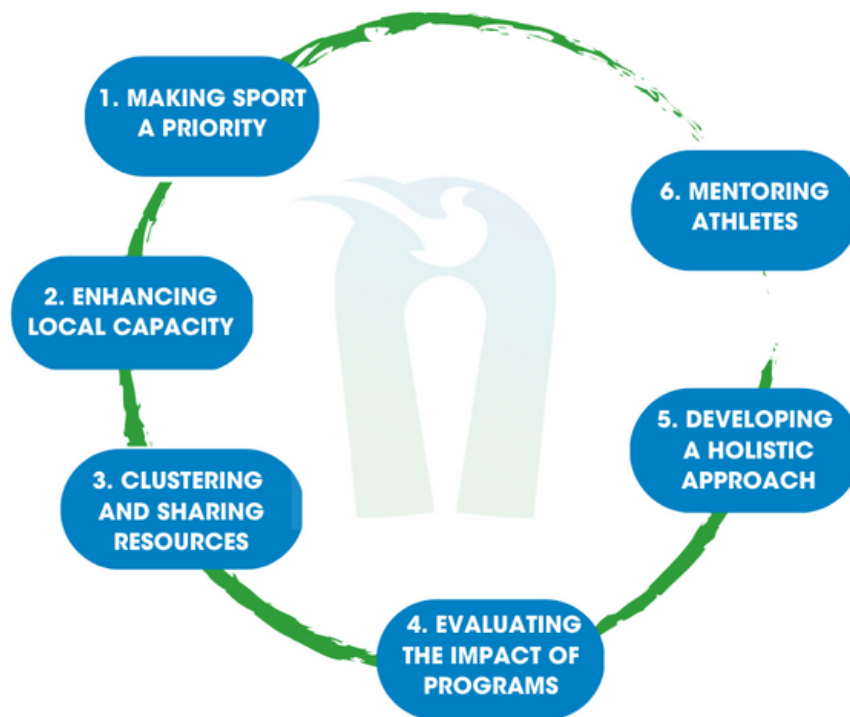 1. MAKING SPORT
A PRIORITY
2. ENHANCING
LOCAL CAPACITY
3. CLUSTERING
AND SHARING
RESOURCES
4. EVALUATING
THE IMPACT OF
PROGRAMS
5. DEVELOPING
A HOLISTIC
APPROACH
6. MENTORING
ATHLETES